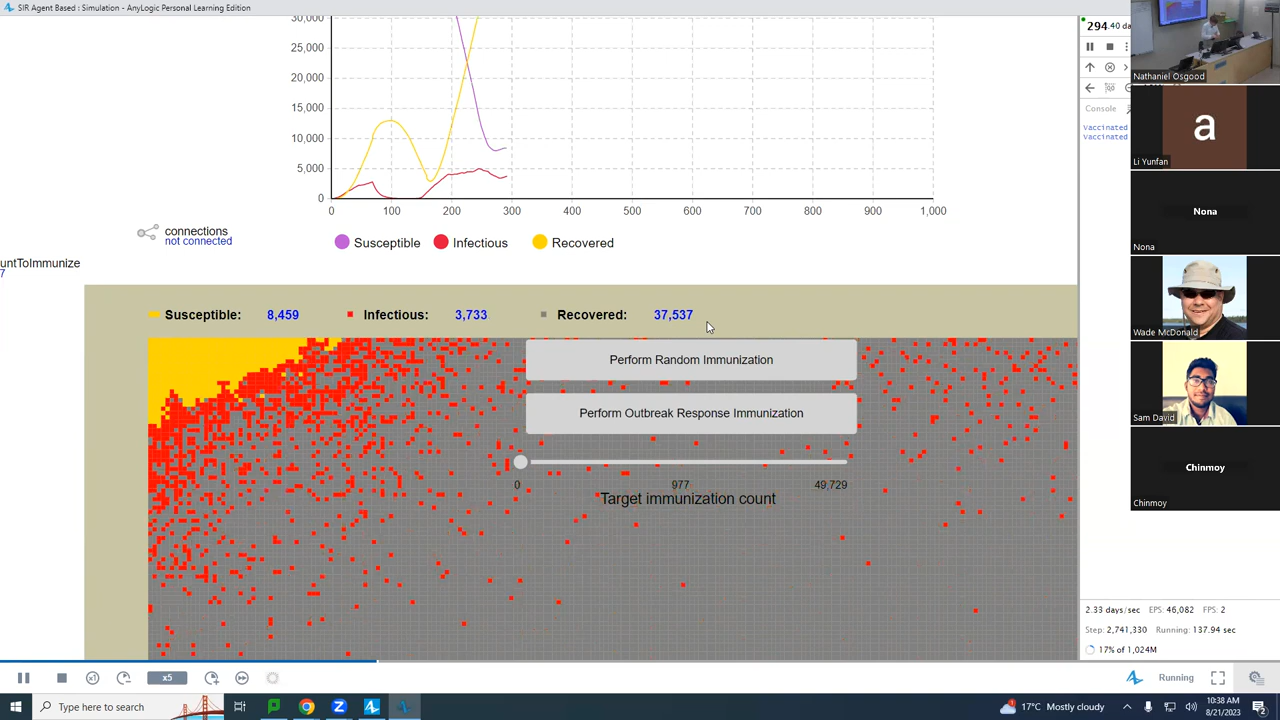 SIR Agent Based : Simulation - AnyLogic Personal Learning Edition
30,000
25,000
20,000
15,000
10,000
5,000
0
0 100 200 300 400 500 600 700 800 900 1,000
connections
not connected
Susceptible Infectious Recovered
untToImmunize
7
Susceptible: 8,459 Infectious: 3,733 Recovered: 37,537
Perform Random Immunization
Perform Outbreak Response Immunization
0 977 49,729
Target immunization count
294.40 da
Console
Vaccinated
Vaccinated
2.33 days/sec EPS: 46,082 FPS: 2
Step: 2,741,330 Running: 137.94 sec
17% of 1,024M
Nathaniel Osgood
a
Li Yunfan
Nona
Nona
Wade McDonald
Sam David
Chinmoy
Chinmoy
x5
Running
Type here to search
17°C Mostly cloudy
10:38 AM
8/21/2023
2